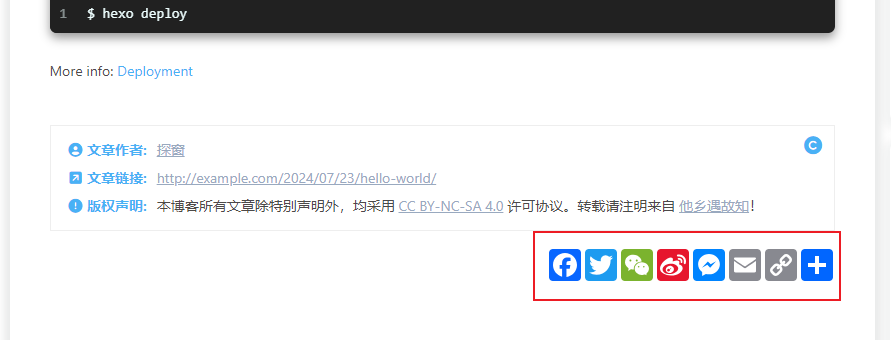 1 $ hexo deploy
More info: Deployment
文章作者: 探窗
文章链接: http://example.com/2024/07/23/hello-world/
版权声明: 本博客所有文章除特别声明外，均采用 CC BY-NC-SA 4.0 许可协议。转载请注明来自 他乡遇故知！